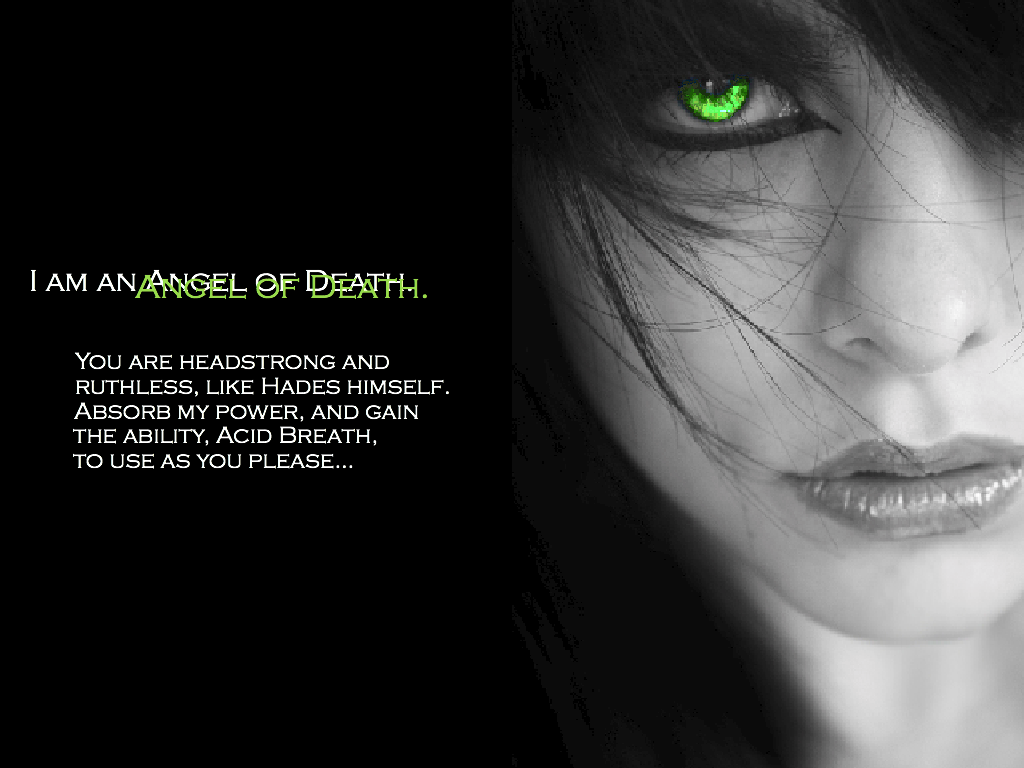 I am an Angel of Death.
Angel of Death.
You are headstrong and
ruthless, like Hades himself.
Absorb my power, and gain
the ability, Acid Breath,
to use as you please...